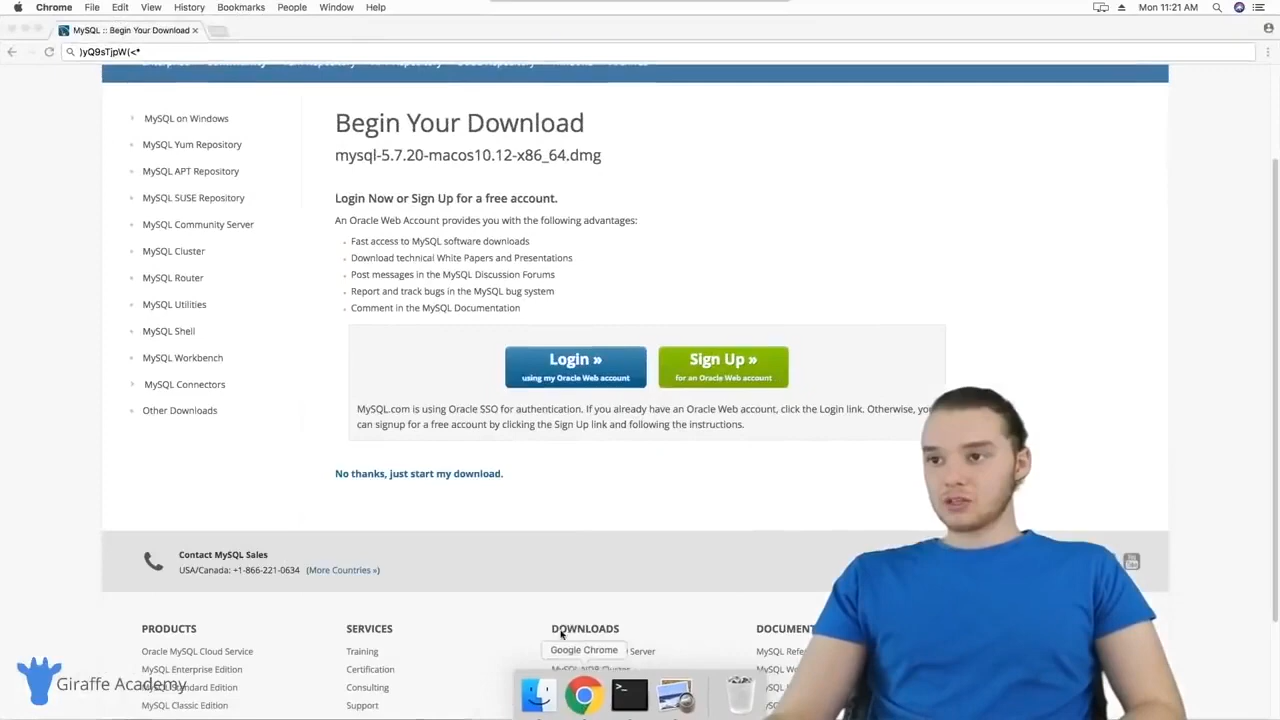 Chrome File Edit View History Bookmarks People Window Help Mon 11:21 AM
MySQL :: Begin Your Download
)yQ9sTjpW(<*
MySQL on Windows
MySQL Yum Repository
MySQL APT Repository
MySQL SUSE Repository
MySQL Community Server
MySQL Cluster
MySQL Router
MySQL Utilities
MySQL Shell
MySQL Workbench
MySQL Connectors
Other Downloads
Begin Your Download
mysql-5.7.20-macos10.12-x86_64.dmg
Login Now or Sign Up for a free account.
An Oracle Web Account provides you with the following advantages:
Fast access to MySQL software downloads
Download technical White Papers and Presentations
Post messages in the MySQL Discussion Forums
Report and track bugs in the MySQL bug system
Comment in the MySQL Documentation
Login »
using my Oracle Web account
Sign Up »
for an Oracle Web account
MySQL.com is using Oracle SSO for authentication. If you already have an Oracle Web account, click the Login link. Otherwise,
can signup for a free account by clicking the Sign Up link and following the instructions.
No thanks, just start my download.
Contact MySQL Sales
USA/Canada: +1-866-221-0634 (More Countries »)
PRODUCTS
Oracle MySQL Cloud Service
MySQL Enterprise Edition
MySQL Standard Edition
MySQL Classic Edition
SERVICES
Training
Certification
Consulting
Support
DOWNLOADS
Server
Google Chrome
Giraffe Academy